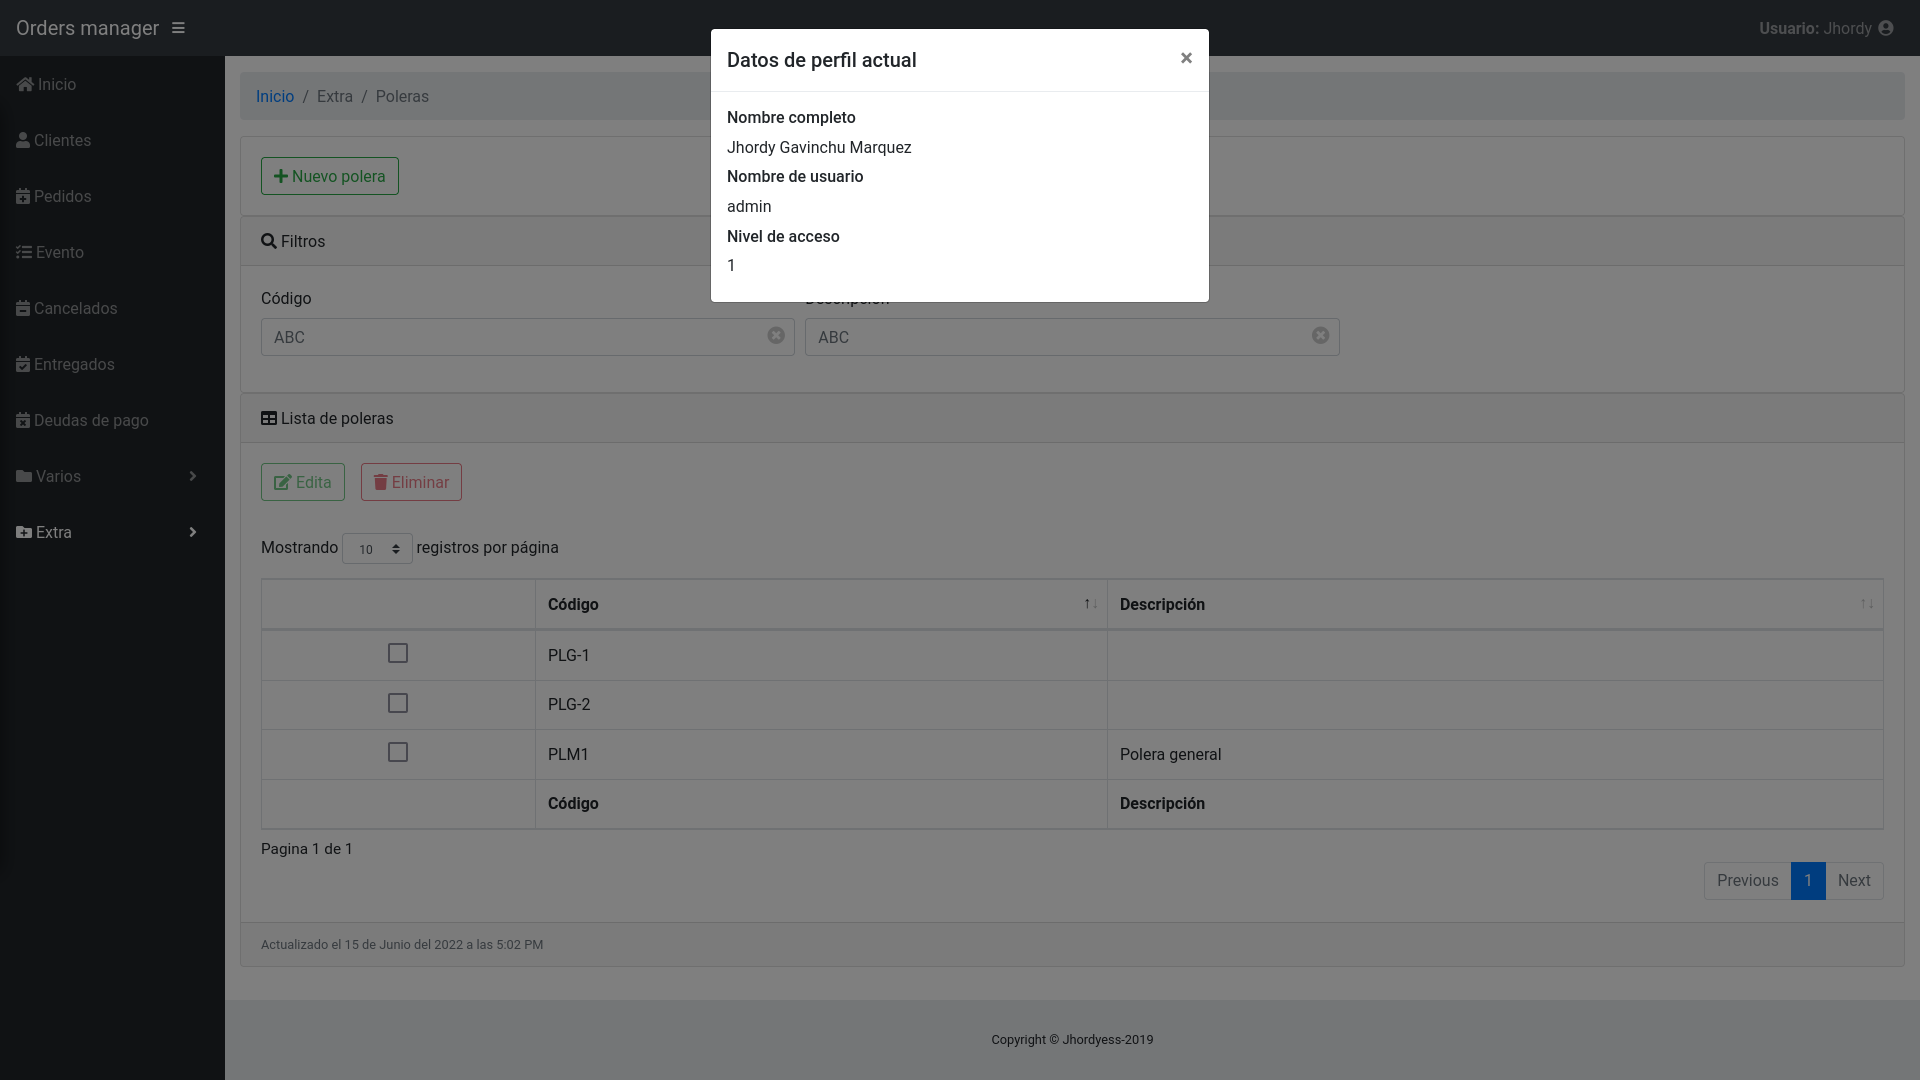 Orders manager
Usuario: Jhordy
Datos de perfil actual
×
Nombre completo
Jhordy Gavinchu Marquez
Nombre de usuario
admin
Nivel de acceso
1
Inicio
Clientes
Pedidos
Evento
Cancelados
Entregados
Deudas de pago
Varios
Extra
Inicio / Extra / Poleras
Nuevo polera
Filtros
Código Descripción
ABC ABC
Lista de poleras
Edita Eliminar
Mostrando 10 registros por página
Código Descripción
PLG-1
PLG-2
PLM1 Polera general
Código Descripción
Pagina 1 de 1
Previous 1 Next
Actualizado el 15 de Junio del 2022 a las 5:02 PM
Copyright © Jhordyess-2019